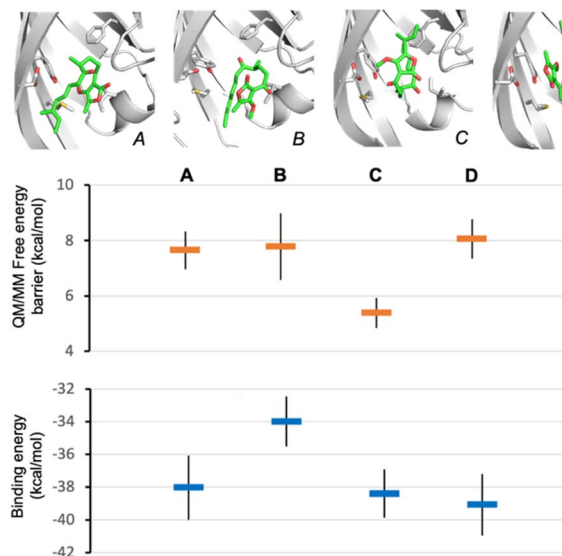 A
B
C
A B C D
QM/MM Free energy
barrier (kcal/mol)
10
8
6
4
Binding energy
(kcal/mol)
-32
-34
-36
-38
-40
-42